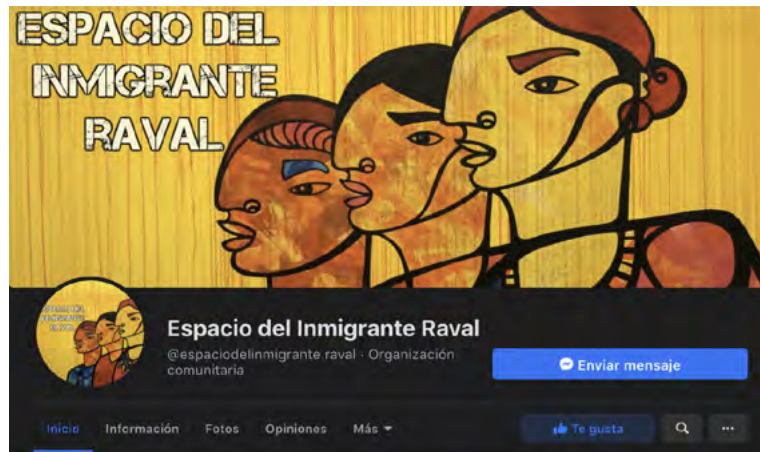 ESPACIO DEL
INMIGRANTE
RAVAL
Espacio del Inmigrante Raval
@espaciodelinmigrante.raval · Organización
comunitaria
Enviar mensaje
Inicio Información Fotos Opiniones Más
Te gusta